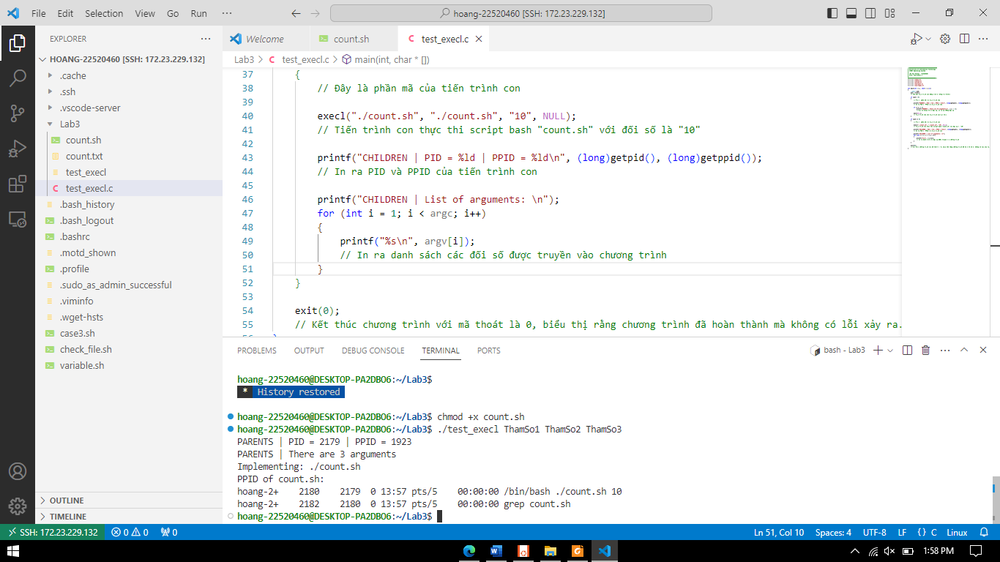 File Edit Selection View Go Run ··· hoang-22520460 [SSH: 172.23.229.132]
EXPLORER ···
HOANG-22520460 [SSH: 172.23.229.132]
.cache
.ssh
.vscode-server
Lab3
count.sh
count.txt
test_execl
C test_execl.c
.bash_history
.bash_logout
.bashrc
.motd_shown
.profile
.sudo_as_admin_successful
.viminfo
.wget-hsts
case3.sh
check_file.sh
variable.sh
OUTLINE
TIMELINE
Welcome count.sh C test_execl.c
Lab3 > C test_execl.c > main(int, char * [])
37 {
38 // Đây là phần mã của tiến trình con
39
40 execl("./count.sh", "./count.sh", "10", NULL);
41 // Tiến trình con thực thi script bash "count.sh" với đối số là "10"
42
43 printf("CHILDREN | PID = %ld | PPID = %ld\n", (long)getpid(), (long)getppid());
44 // In ra PID và PPID của tiến trình con
45
46 printf("CHILDREN | List of arguments: \n");
47 for (int i = 1; i < argc; i++)
48 {
49 printf("%s\n", argv[i]);
50 // In ra danh sách các đối số được truyền vào chương trình
51 }
52 }
53
54 exit(0);
55 // Kết thúc chương trình với mã thoát là 0, biểu thị rằng chương trình đã hoàn thành mà không có lỗi xảy ra.
PROBLEMS OUTPUT DEBUG CONSOLE TERMINAL PORTS bash - Lab3
hoang-22520460@DESKTOP-PA2DBO6:~/Lab3$
* History restored
hoang-22520460@DESKTOP-PA2DBO6:~/Lab3$ chmod +x count.sh
hoang-22520460@DESKTOP-PA2DBO6:~/Lab3$ ./test_execl ThamSo1 ThamSo2 ThamSo3
PARENTS | PID = 2179 | PPID = 1923
PARENTS | There are 3 arguments
Implementing: ./count.sh
PPID of count.sh:
hoang-2+ 2180 2179 0 13:57 pts/5 00:00:00 /bin/bash ./count.sh 10
hoang-2+ 2182 2180 0 13:57 pts/5 00:00:00 grep count.sh
hoang-22520460@DESKTOP-PA2DBO6:~/Lab3$
SSH: 172.23.229.132 0 0 0 Ln 51, Col 10 Spaces: 4 UTF-8 LF {} C Linux
1:58 PM